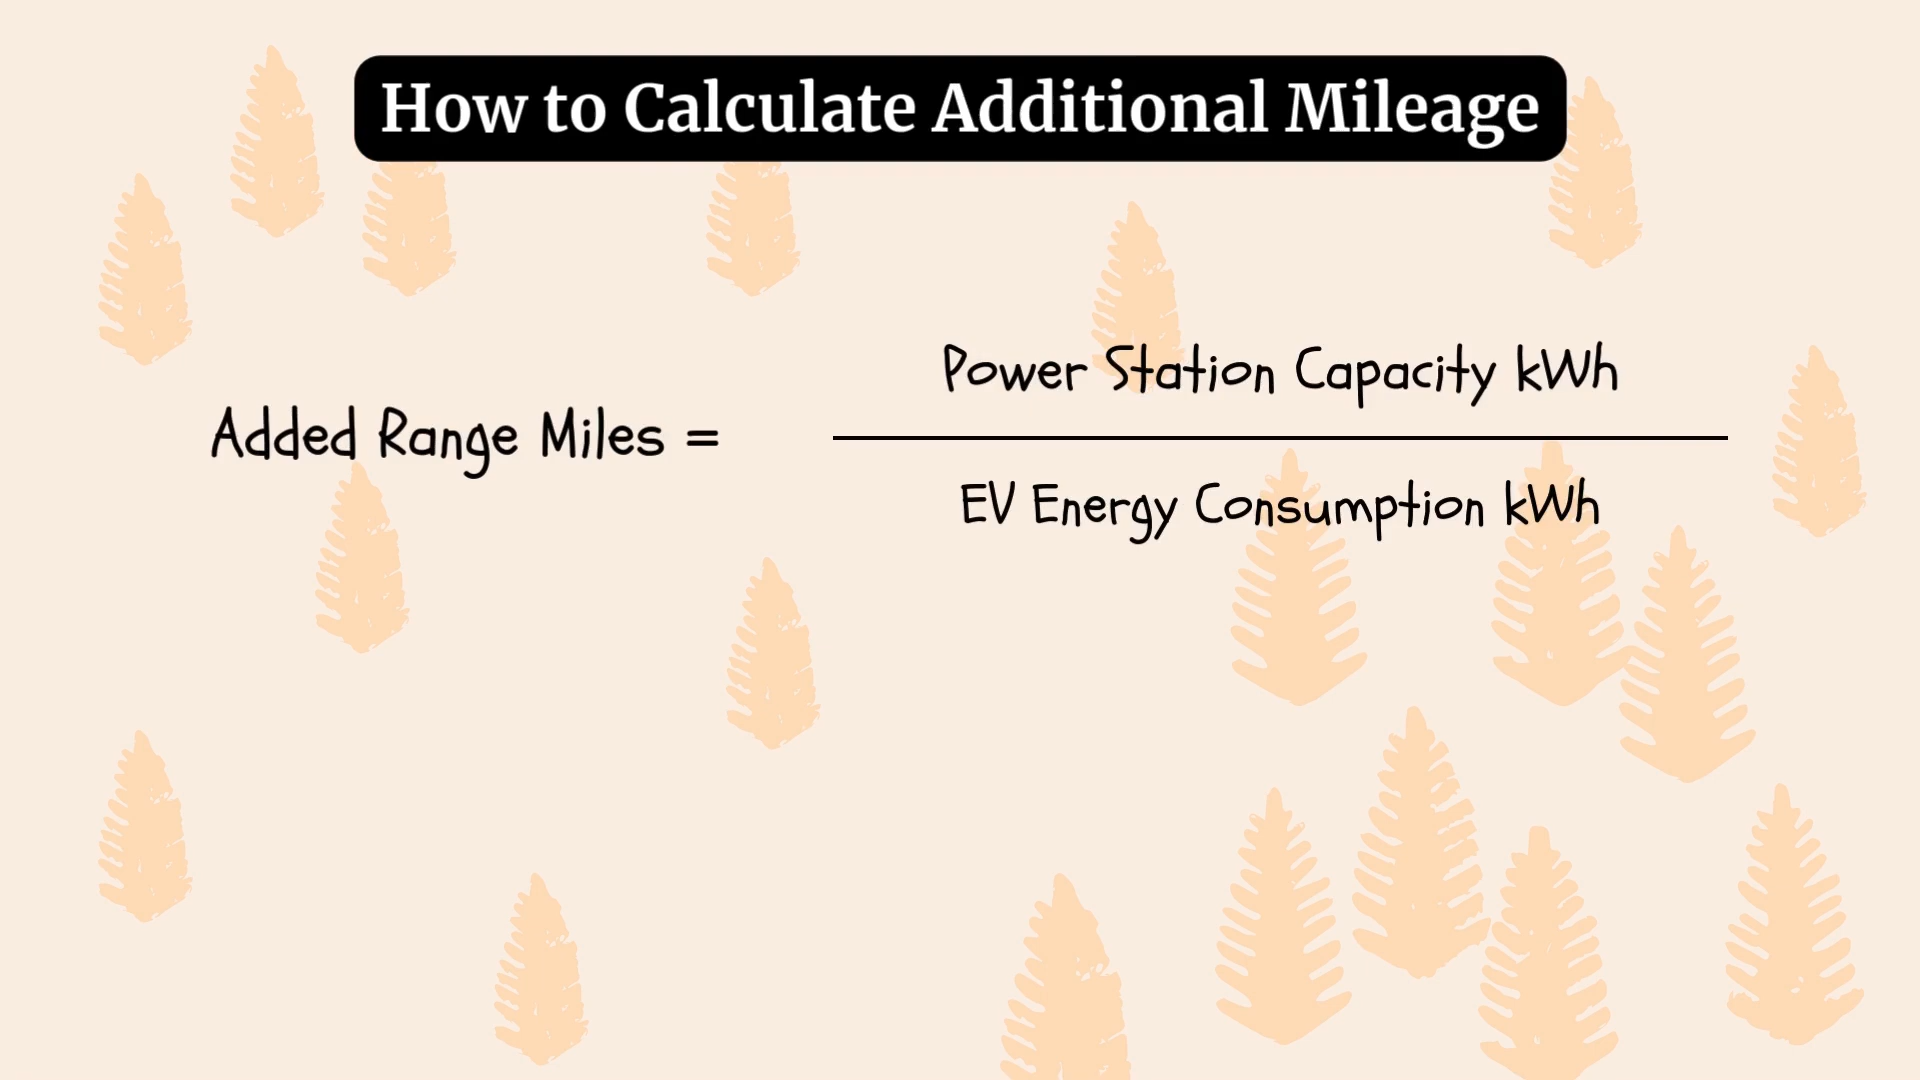 How to Calculate Additional Mileage
Added Range Miles =
Power Station Capacity kWh
EV Energy Consumption kWh